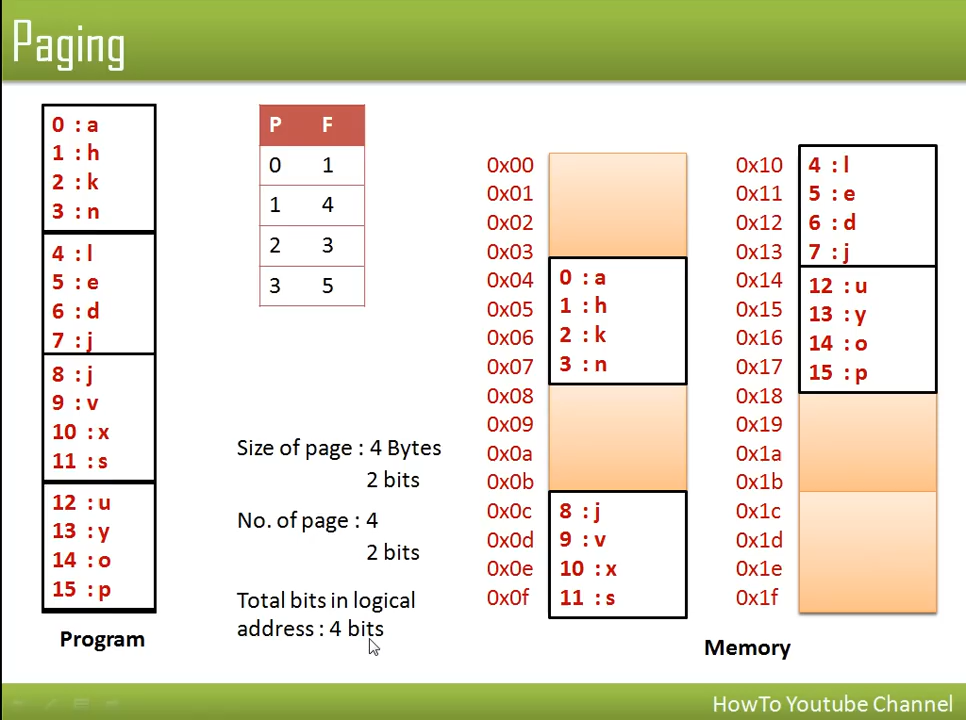 Paging
0 : a
1 : h
2 : k
3 : n
4 : l
5 : e
6 : d
7 : j
8 : j
9 : v
10 : x
11 : s
12 : u
13 : y
14 : o
15 : p
Program
P F
0 1
1 4
2 3
3 5
Size of page : 4 Bytes
2 bits
No. of page : 4
2 bits
Total bits in logical
address : 4 bits
0x00
0x01
0x02
0x03
0x04 0 : a
0x05 1 : h
0x06 2 : k
0x07 3 : n
0x08
0x09
0x0a
0x0b
0x0c 8 : j
0x0d 9 : v
0x0e 10 : x
0x0f 11 : s
0x10 4 : l
0x11 5 : e
0x12 6 : d
0x13 7 : j
0x14 12 : u
0x15 13 : y
0x16 14 : o
0x17 15 : p
0x18
0x19
0x1a
0x1b
0x1c
0x1d
0x1e
0x1f
Memory
HowTo Youtube Channel